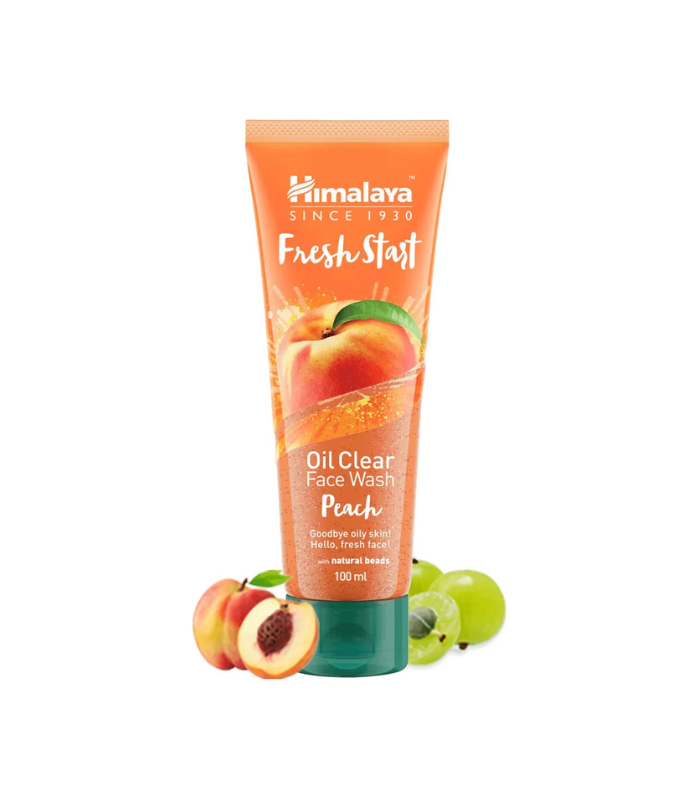 Himalaya™
SINCE 1930
Fresh Start
Oil Clear
Face Wash
Peach
Goodbye oily skin!
Hello, fresh face!
with natural beads
100 ml